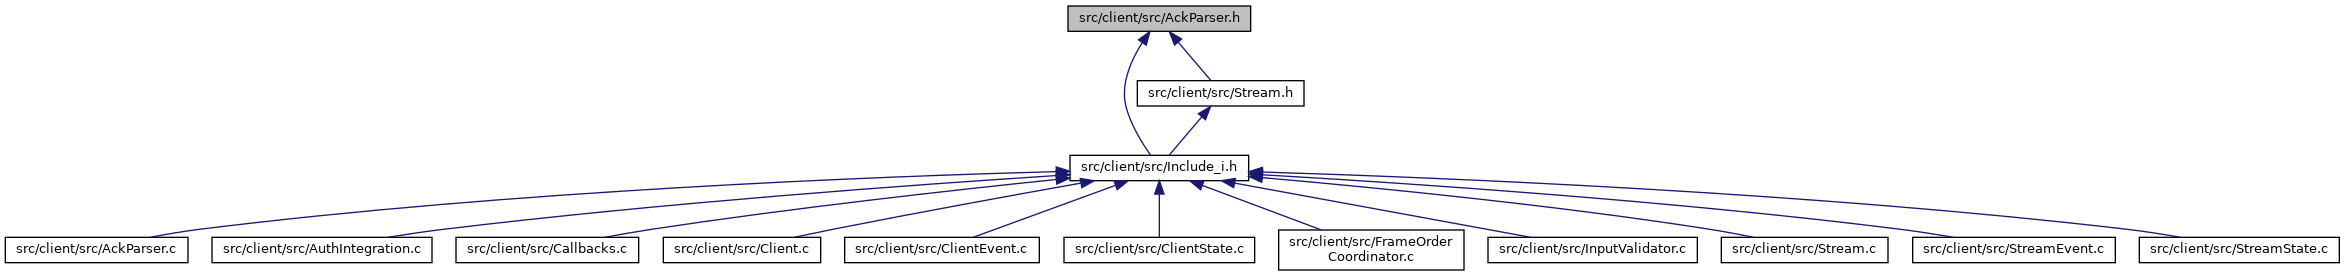 src/client/src/AckParser.h
src/client/src/Stream.h
src/client/src/Include_i.h
src/client/src/AckParser.c
src/client/src/AuthIntegration.c
src/client/src/Callbacks.c
src/client/src/Client.c
src/client/src/ClientEvent.c
src/client/src/ClientState.c
src/client/src/FrameOrder
Coordinator.c
src/client/src/InputValidator.c
src/client/src/Stream.c
src/client/src/StreamEvent.c
src/client/src/StreamState.c